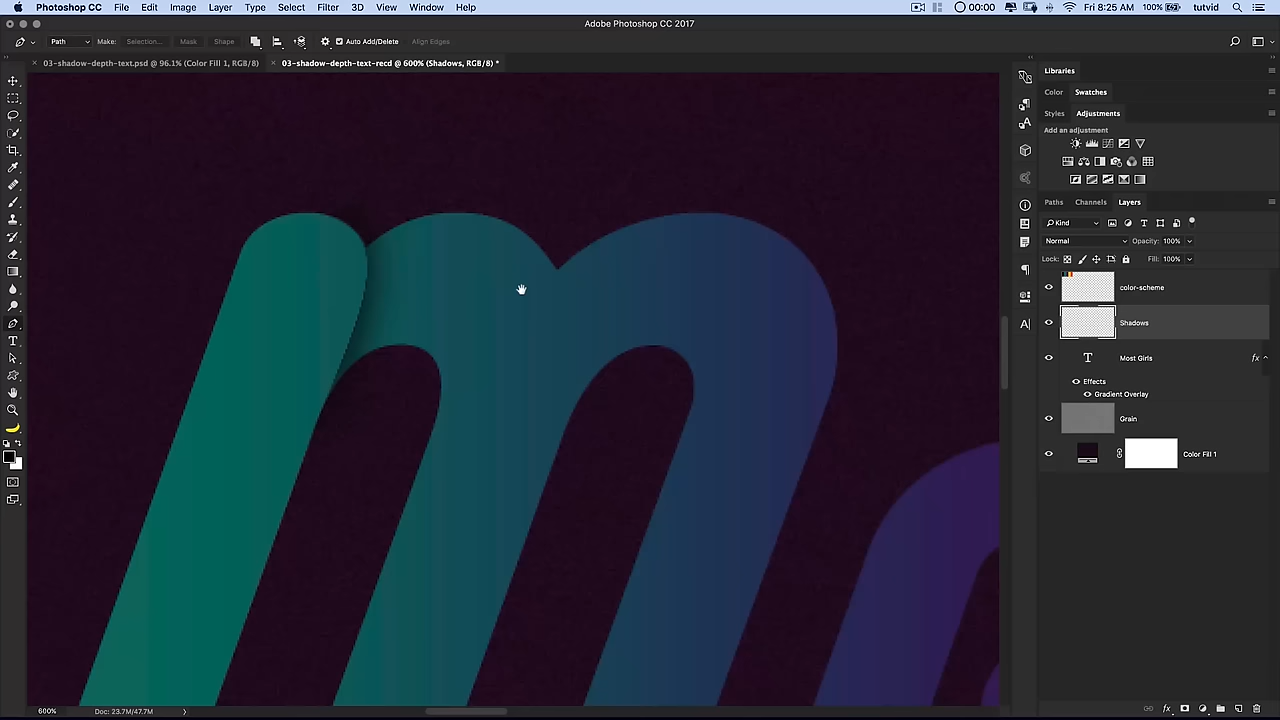 Photoshop CC File Edit Image Layer Type Select Filter 3D View Window Help 00:00 100% Fri 8:25 AM tutvid
Adobe Photoshop CC 2017
Path Make: Selection... Mask Shape Auto Add/Delete Align Edges
03-shadow-depth-text.psd @ 96.1% (Color Fill 1, RGB/8) 03-shadow-depth-text-recd @ 600% (Shadows, RGB/8) *
Libraries
Color Swatches
Styles Adjustments
Add an adjustment
Paths Channels Layers
Kind
Normal Opacity: 100%
Lock: Fill: 100%
color-scheme
Shadows
T Most Girls fx
Effects
Gradient Overlay
Grain
Color Fill 1
m
600% Doc: 23.7M/47.7M